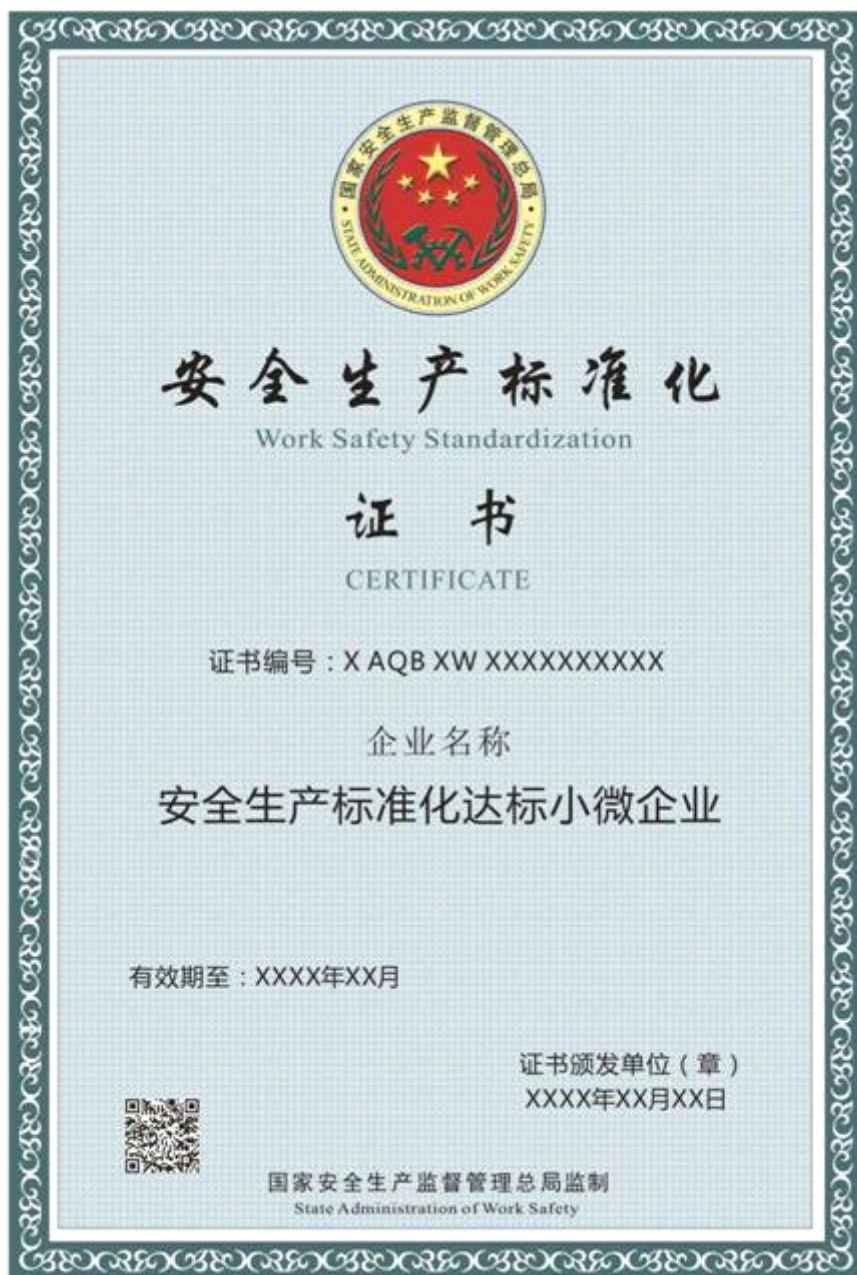 国家安全生产监督管理总局
STATE ADMINISTRATION OF WORK SAFETY
安全生产标准化
Work Safety Standardization
证书
CERTIFICATE
证书编号：X AQB XW XXXXXXXXXX
企业名称
安全生产标准化达标小微企业
有效期至：XXXX年XX月
证书颁发单位（章）
XXXX年XX月XX日
国家安全生产监督管理总局监制
State Administration of Work Safety